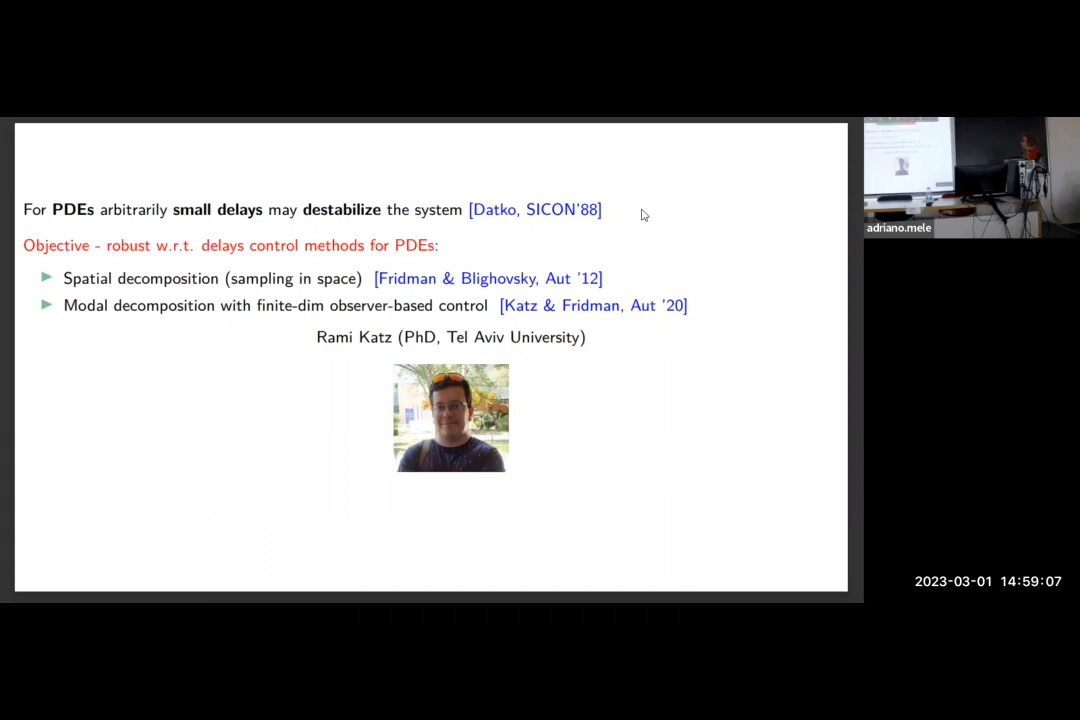 For PDEs arbitrarily small delays may destabilize the system [Datko, SICON'88]
Objective - robust w.r.t. delays control methods for PDEs:
Spatial decomposition (sampling in space) [Fridman & Blighovsky, Aut '12]
Modal decomposition with finite-dim observer-based control [Katz & Fridman, Aut '20]
Rami Katz (PhD, Tel Aviv University)
adriano.mele
2023-03-01 14:59:07